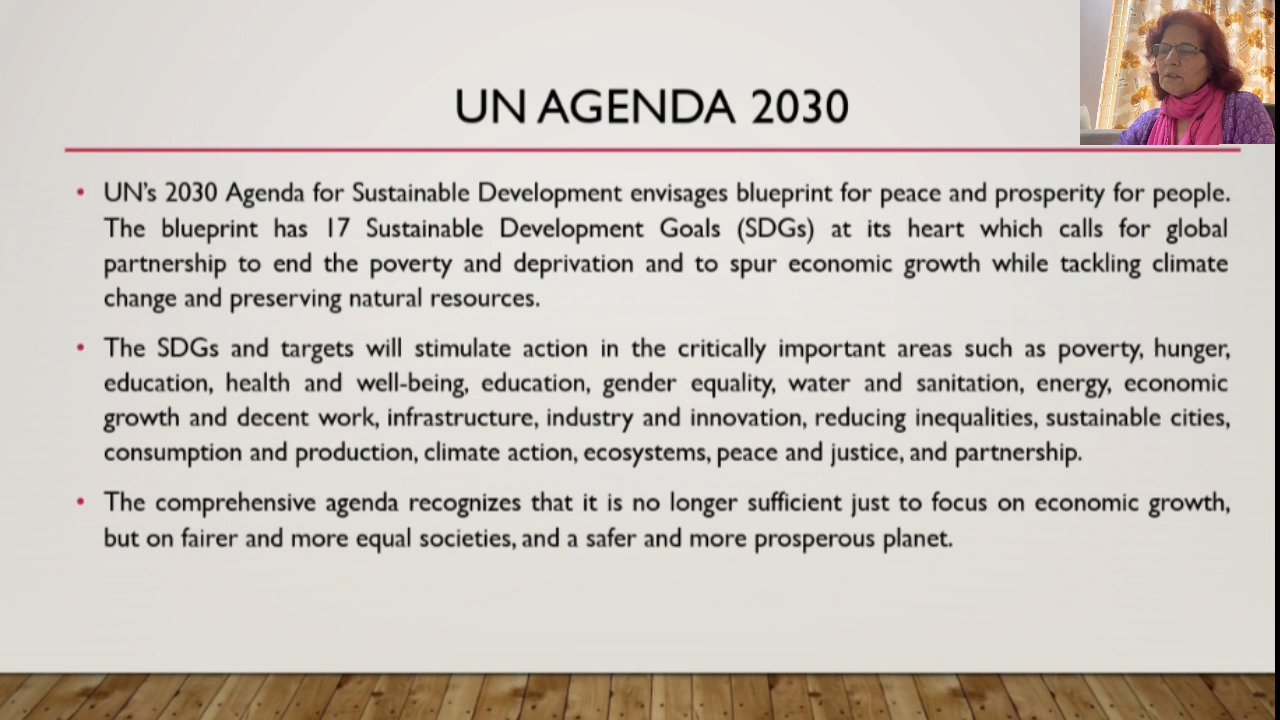 UN AGENDA 2030
• UN's 2030 Agenda for Sustainable Development envisages blueprint for peace and prosperity for people.
The blueprint has 17 Sustainable Development Goals (SDGs) at its heart which calls for global
partnership to end the poverty and deprivation and to spur economic growth while tackling climate
change and preserving natural resources.
• The SDGs and targets will stimulate action in the critically important areas such as poverty, hunger,
education, health and well-being, education, gender equality, water and sanitation, energy, economic
growth and decent work, infrastructure, industry and innovation, reducing inequalities, sustainable cities,
consumption and production, climate action, ecosystems, peace and justice, and partnership.
• The comprehensive agenda recognizes that it is no longer sufficient just to focus on economic growth,
but on fairer and more equal societies, and a safer and more prosperous planet.